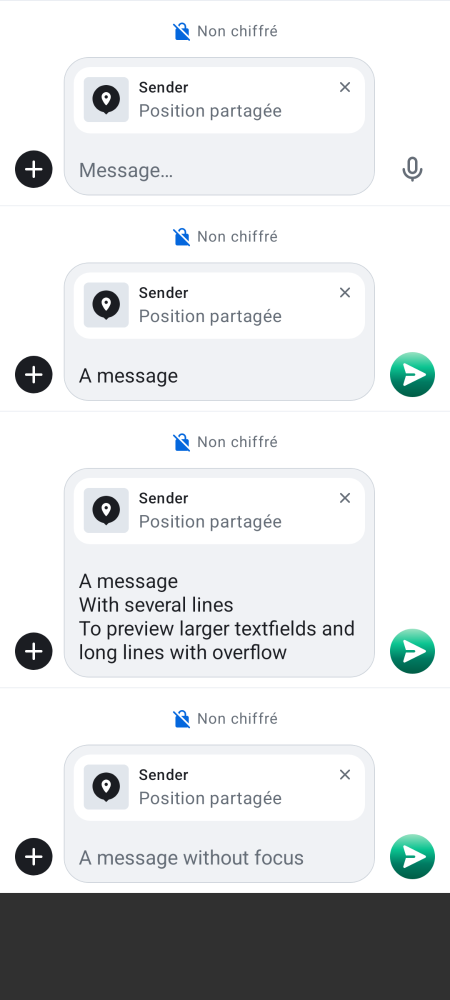 Non chiffré
Sender
Position partagée
Message…
Non chiffré
Sender
Position partagée
A message
Non chiffré
Sender
Position partagée
A message
With several lines
To preview larger textfields and
long lines with overflow
Non chiffré
Sender
Position partagée
A message without focus